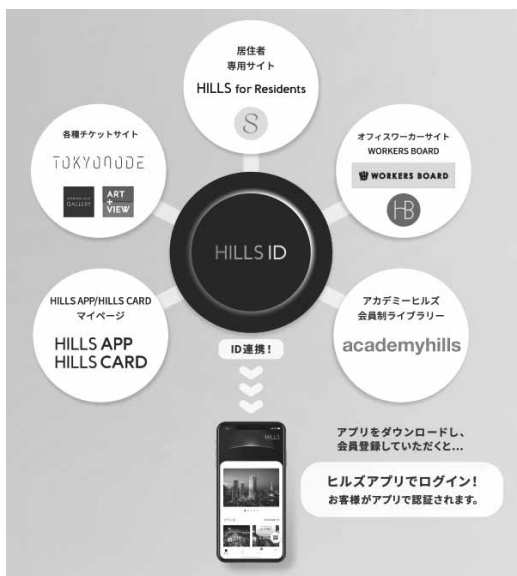 居住者
専用サイト
HILLS for Residents
S
各種チケットサイト
TOKYONODE
GALLERY
ART
+
VIEW
オフィスワーカーサイト
WORKERS BOARD
WORKERS BOARD
HB
HILLS ID
HILLS APP/HILLS CARD
マイページ
HILLS APP
HILLS CARD
アカデミーヒルズ
会員制ライブラリー
academyhills
ID連携!
HILLS
アプリをダウンロードし、
会員登録していただくと...
ヒルズアプリでログイン!
お客様がアプリで認証されます。